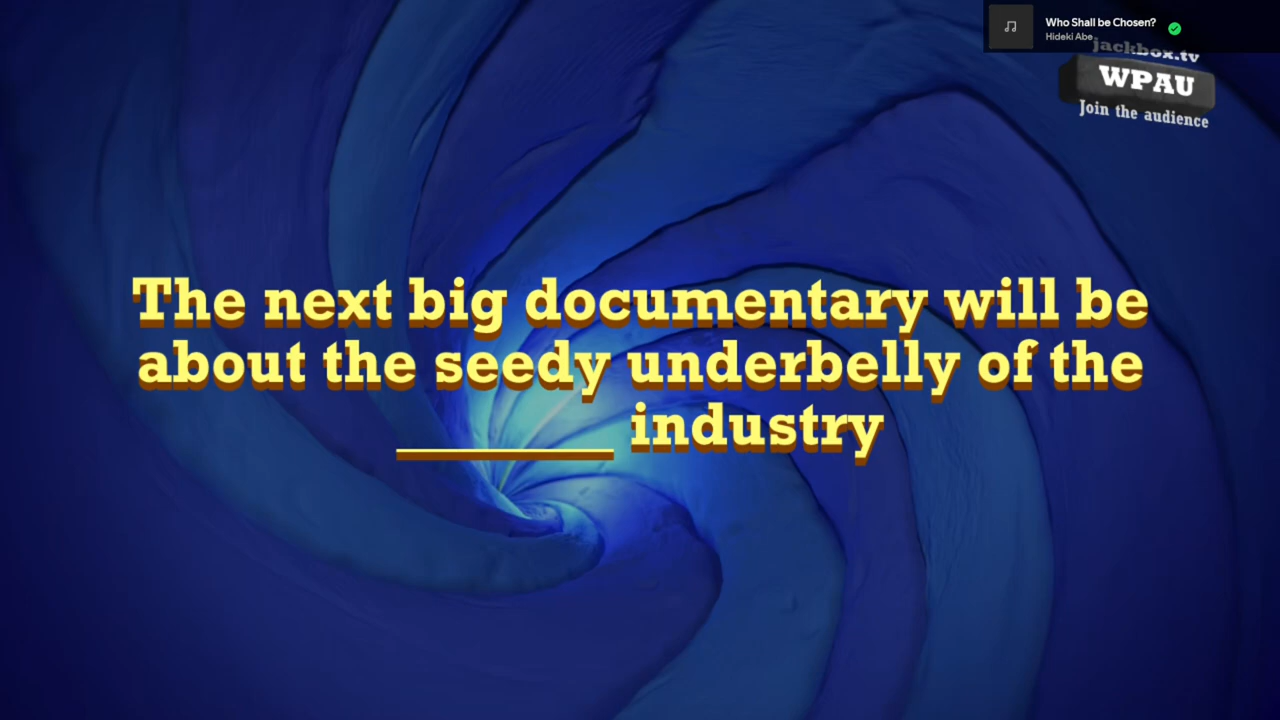 Who Shall be Chosen?
Hideki Abe
jackbox.tv
WPAU
Join the audience
The next big documentary will be
about the seedy underbelly of the
________ industry